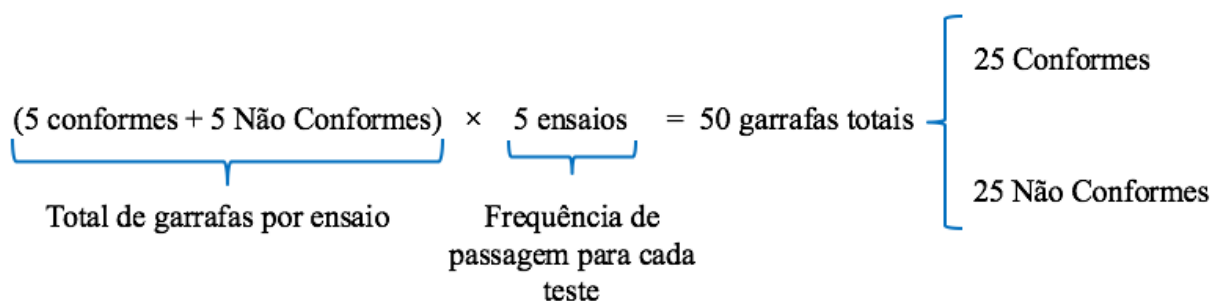 25 Conformes
(5 conformes + 5 Não Conformes) × 5 ensaios = 50 garrafas totais
25 Não Conformes
Total de garrafas por ensaio
Frequência de
passagem para cada
teste